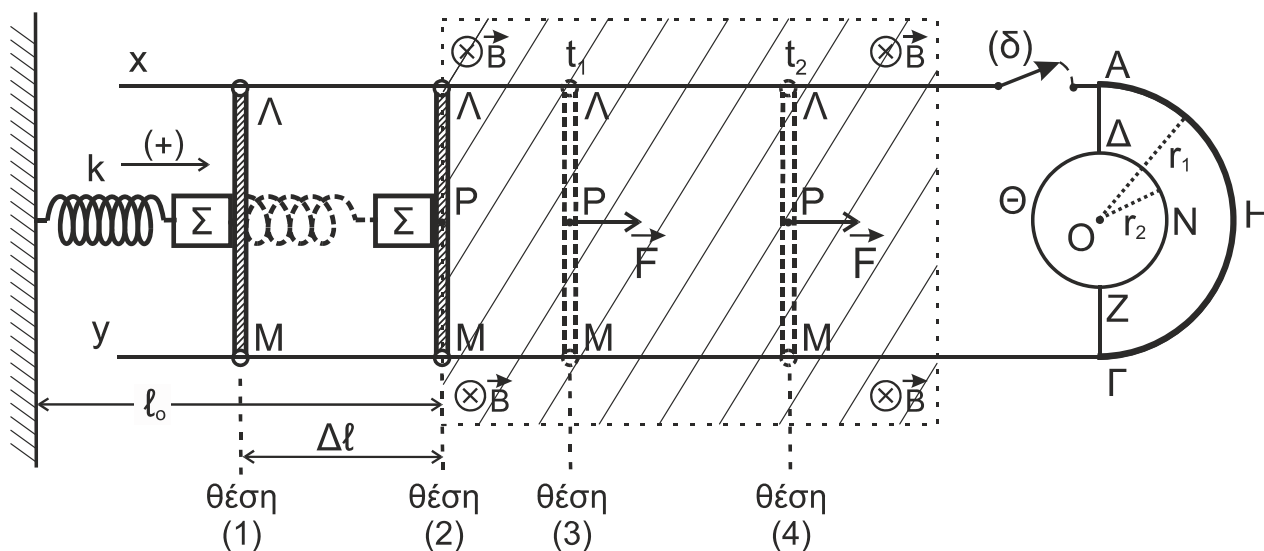 x
y
k
(+)
Σ
Σ
Λ
Λ
Λ
Λ
M
M
M
M
P
P
P
F
F
t₁
t₂
⊗B
⊗B
⊗B
⊗B
(δ)
A
Δ
r₁
Θ
O
r₂
N
H
Z
Γ
ℓₒ
Δℓ
θέση
(1)
θέση
(2)
θέση
(3)
θέση
(4)